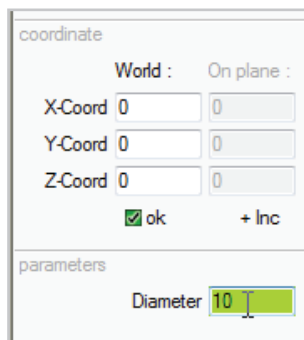 coordinate
World : On plane :
X-Coord 0 0
Y-Coord 0 0
Z-Coord 0 0
ok + Inc
parameters
Diameter 10